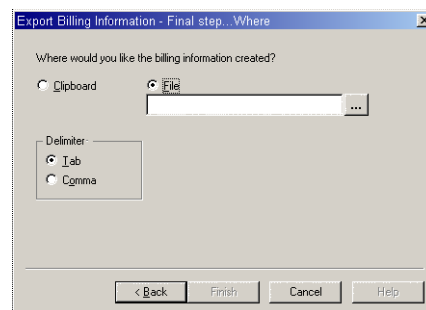 Export Billing Information - Final step...Where
Where would you like the billing information created?
Clipboard
File
...
Delimiter
Tab
Comma
< Back
Finish
Cancel
Help